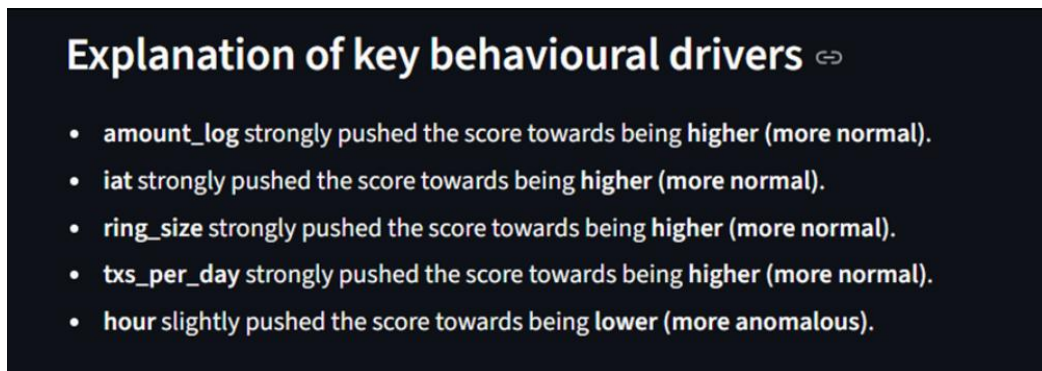 Explanation of key behavioural drivers
• amount_log strongly pushed the score towards being higher (more normal).
• iat strongly pushed the score towards being higher (more normal).
• ring_size strongly pushed the score towards being higher (more normal).
• txs_per_day strongly pushed the score towards being higher (more normal).
• hour slightly pushed the score towards being lower (more anomalous).